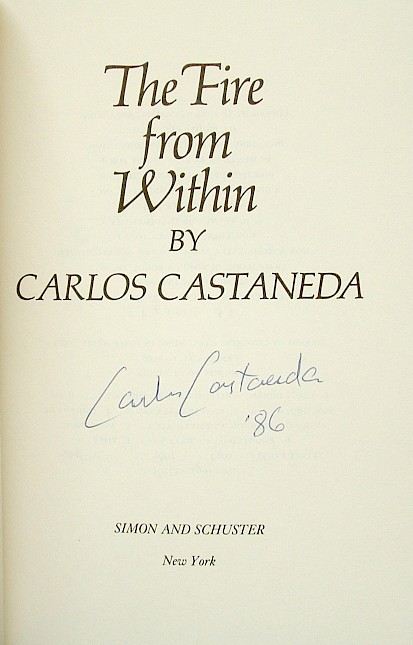 The Fire
from
Within
BY
CARLOS CASTANEDA
Carlos Castaneda
'86
SIMON AND SCHUSTER
New York